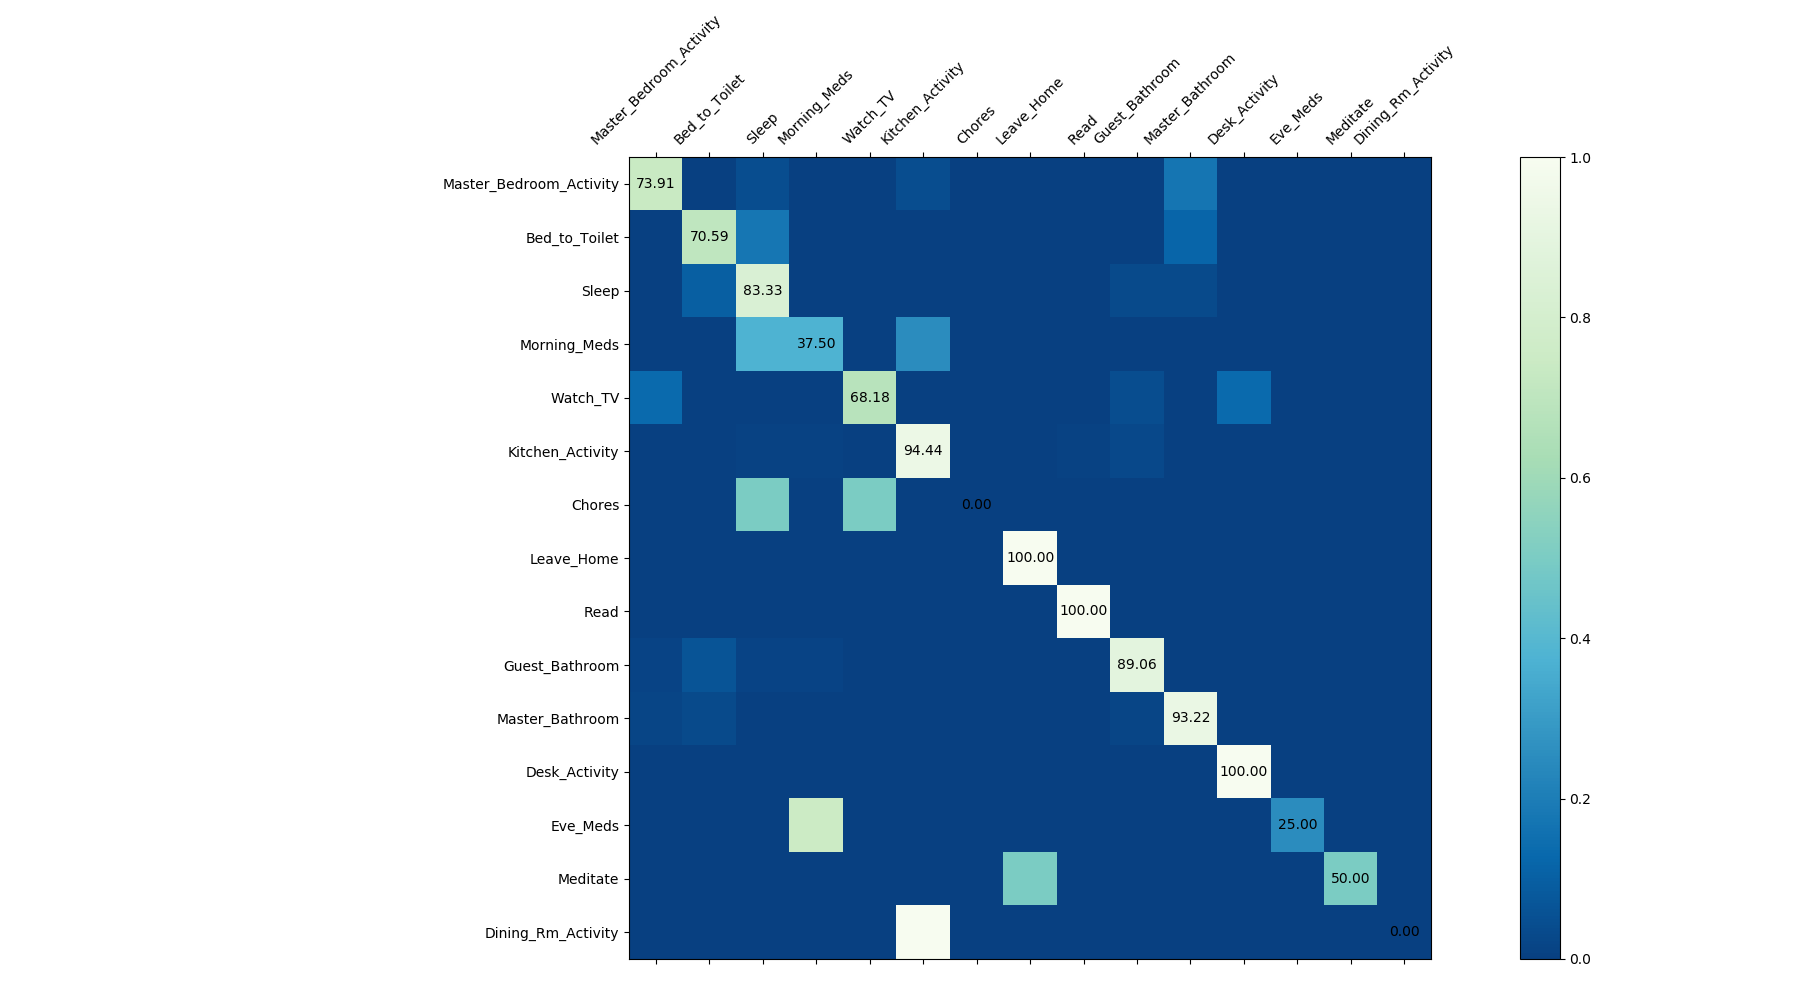 Master_Bedroom_Activity
Bed_to_Toilet
Sleep
Morning_Meds
Watch_TV
Kitchen_Activity
Chores
Leave_Home
Read
Guest_Bathroom
Master_Bathroom
Desk_Activity
Eve_Meds
Meditate
Dining_Rm_Activity
Master_Bedroom_Activity 73.91
Bed_to_Toilet 70.59
Sleep 83.33
Morning_Meds 37.50
Watch_TV 68.18
Kitchen_Activity 94.44
Chores 0.00
Leave_Home 100.00
Read 100.00
Guest_Bathroom 89.06
Master_Bathroom 93.22
Desk_Activity 100.00
Eve_Meds 25.00
Meditate 50.00
Dining_Rm_Activity 0.00
1.0
0.8
0.6
0.4
0.2
0.0